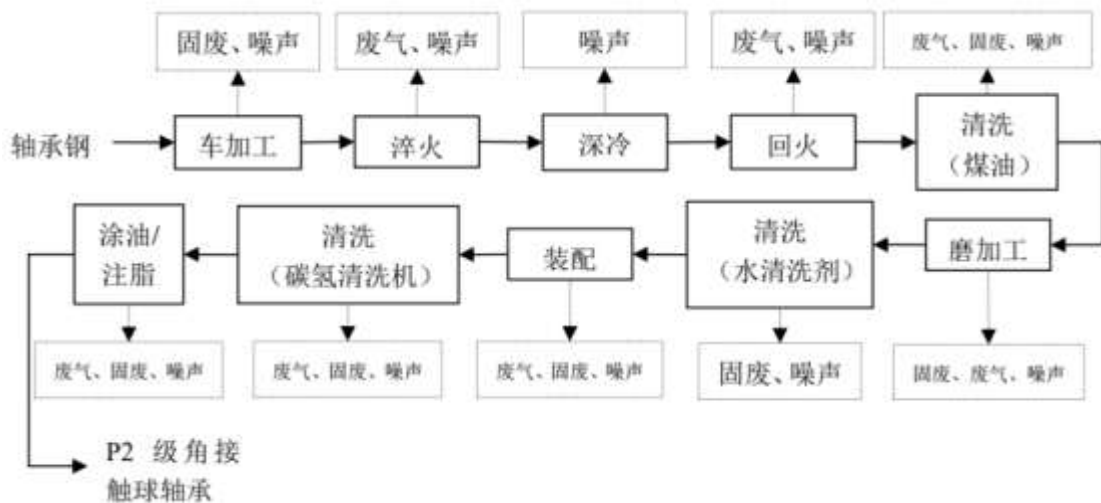 固废、噪声
废气、噪声
噪声
废气、噪声
废气、固废、噪声
轴承钢
车加工
淬火
深冷
回火
清洗
（煤油）
涂油/
注脂
清洗
（碳氢清洗机）
装配
清洗
（水清洗剂）
磨加工
废气、固废、噪声
废气、固废、噪声
废气、固废、噪声
固废、噪声
固废、废气、噪声
P2 级角接
触球轴承